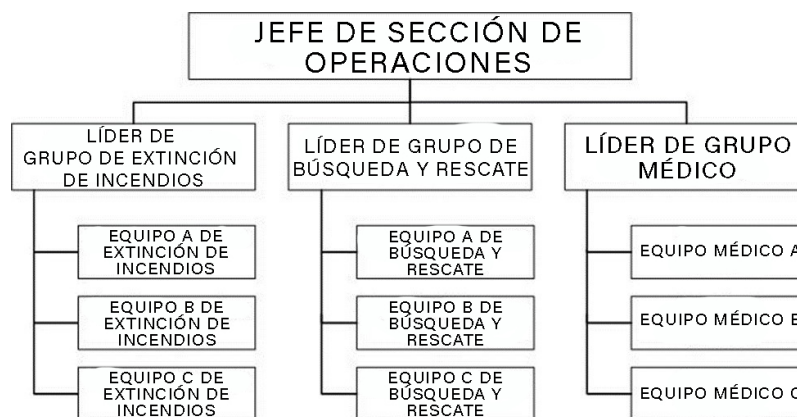 JEFE DE SECCIÓN DE
OPERACIONES
LÍDER DE
GRUPO DE EXTINCIÓN
DE INCENDIOS
LÍDER DE GRUPO DE
BÚSQUEDA Y RESCATE
LÍDER DE GRUPO
MÉDICO
EQUIPO A DE
EXTINCIÓN DE
INCENDIOS
EQUIPO B DE
EXTINCIÓN DE
INCENDIOS
EQUIPO C DE
EXTINCIÓN DE
INCENDIOS
EQUIPO A DE
BÚSQUEDA Y
RESCATE
EQUIPO B DE
BÚSQUEDA Y
RESCATE
EQUIPO C DE
BÚSQUEDA Y
RESCATE
EQUIPO MÉDICO A
EQUIPO MÉDICO B
EQUIPO MÉDICO C